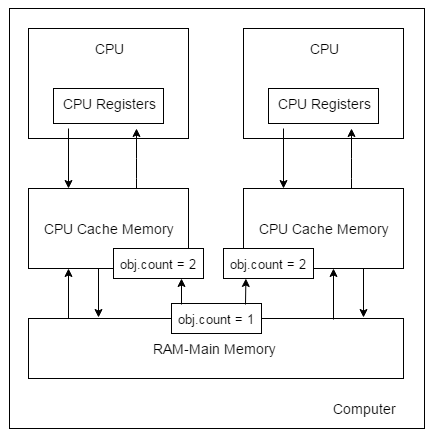 CPU
CPU
CPU Registers
CPU Registers
CPU Cache Memory
CPU Cache Memory
obj.count = 2
obj.count = 2
obj.count = 1
RAM-Main Memory
Computer